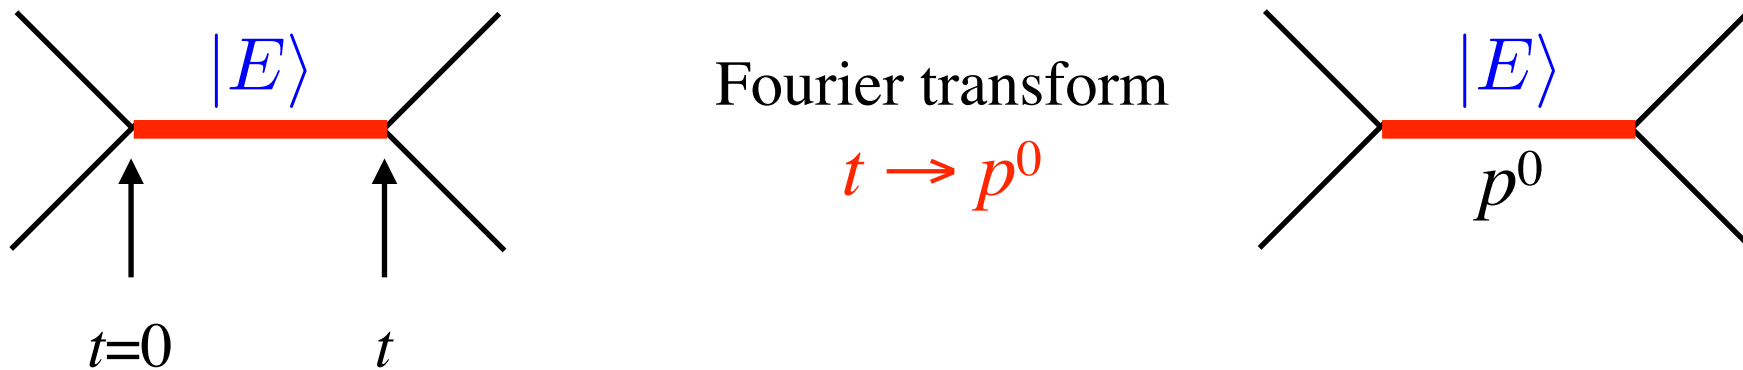 |E⟩
t=0
t
Fourier transform
t → p⁰
|E⟩
p⁰